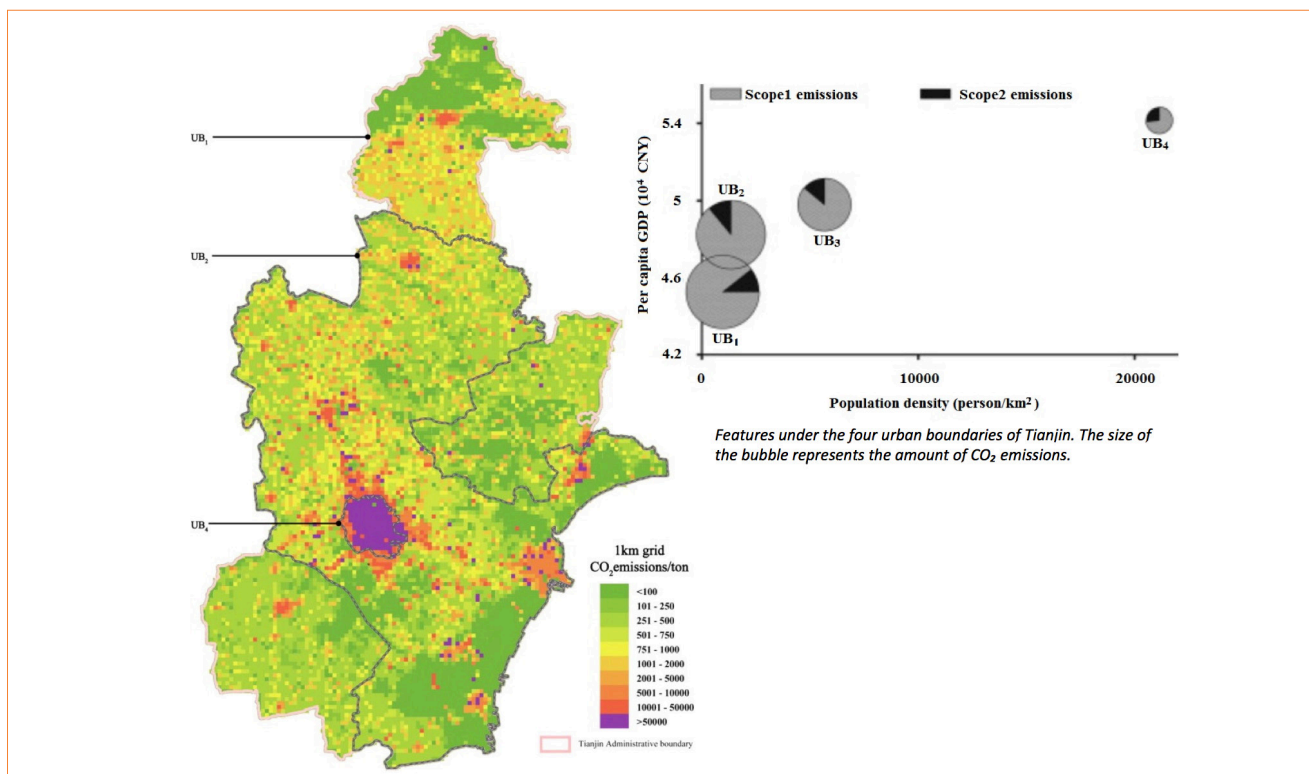 UB₁
UB₂
UB₄
1km grid
CO₂emissions/ton
<100
101 - 250
251 - 500
501 - 750
751 - 1000
1001 - 2000
2001 - 5000
5001 - 10000
10001 - 50000
>50000
Tianjin Administrative boundary
Scope1 emissions
Scope2 emissions
Per capita GDP (10⁴ CNY)
5.4
5
4.6
4.2
UB₄
UB₂
UB₃
UB₁
0
10000
20000
Population density (person/km²)
Features under the four urban boundaries of Tianjin. The size of
the bubble represents the amount of CO₂ emissions.